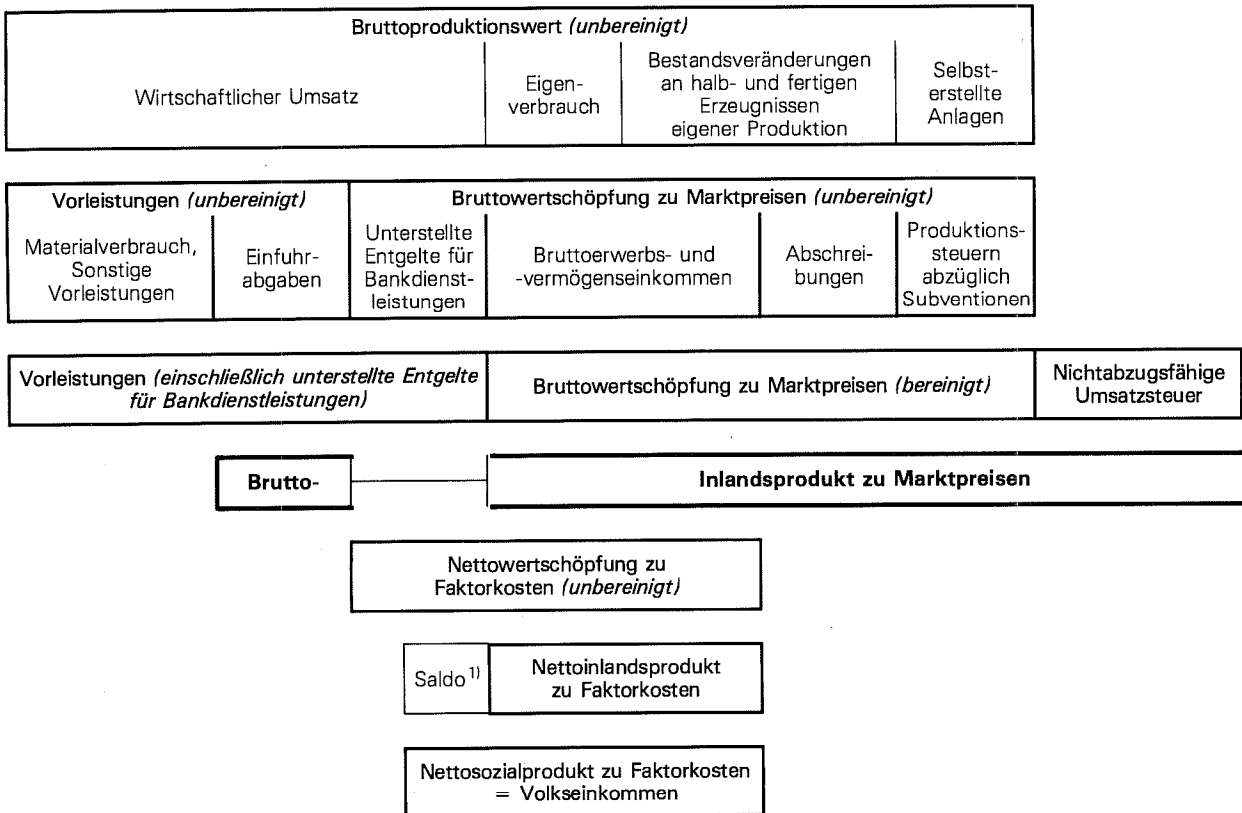 Bruttoproduktionswert (unbereinigt)
Wirtschaftlicher Umsatz
Eigen-
verbrauch
Bestandsveränderungen
an halb- und fertigen
Erzeugnissen
eigener Produktion
Selbst-
erstellte
Anlagen
Vorleistungen (unbereinigt)
Bruttowertschöpfung zu Marktpreisen (unbereinigt)
Materialverbrauch,
Sonstige
Vorleistungen
Einfuhr-
abgaben
Unterstellte
Entgelte für
Bankdienst-
leistungen
Bruttoerwerbs- und
-vermögenseinkommen
Abschrei-
bungen
Produktions-
steuern
abzüglich
Subventionen
Vorleistungen (einschließlich unterstellte Entgelte
für Bankdienstleistungen)
Bruttowertschöpfung zu Marktpreisen (bereinigt)
Nichtabzugsfähige
Umsatzsteuer
Brutto-
Inlandsprodukt zu Marktpreisen
Nettowertschöpfung zu
Faktorkosten (unbereinigt)
Saldo 1)
Nettoinlandsprodukt
zu Faktorkosten
Nettosozialprodukt zu Faktorkosten
= Volkseinkommen